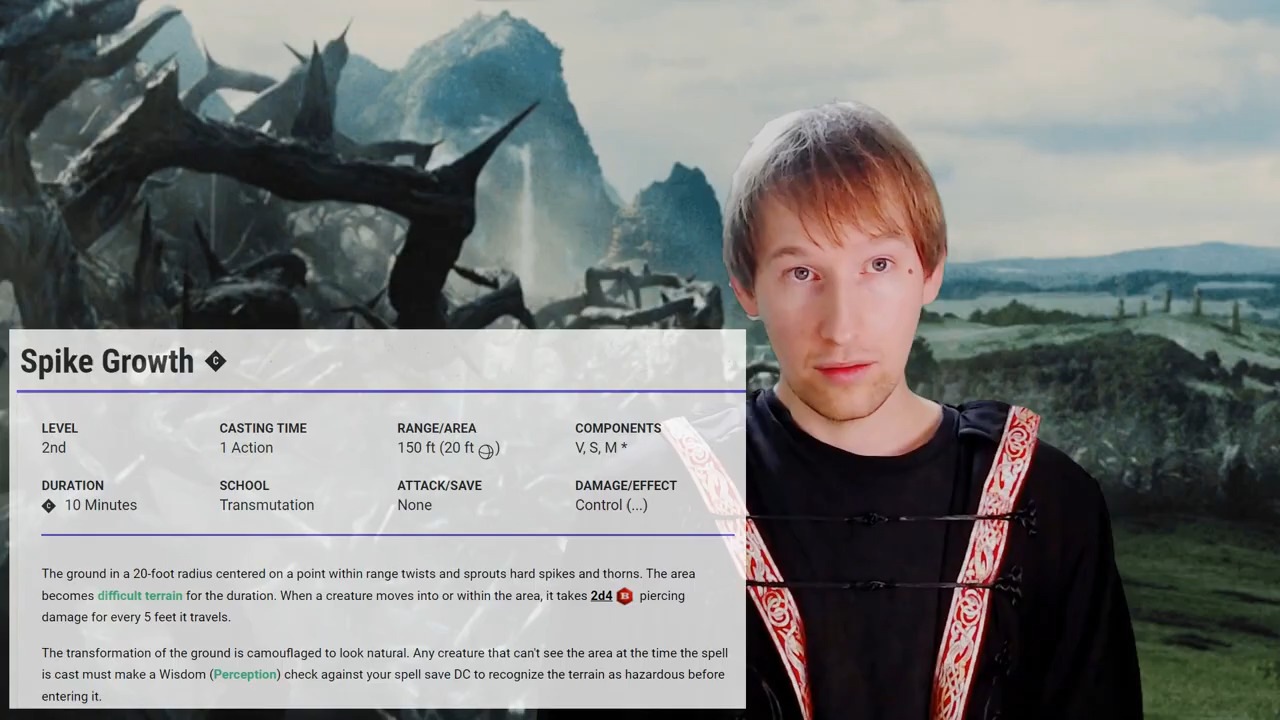 Spike Growth C
LEVEL CASTING TIME RANGE/AREA COMPONENTS
2nd 1 Action 150 ft (20 ft ) V, S, M *
DURATION SCHOOL ATTACK/SAVE DAMAGE/EFFECT
C 10 Minutes Transmutation None Control (...)
The ground in a 20-foot radius centered on a point within range twists and sprouts hard spikes and thorns. The area
becomes difficult terrain for the duration. When a creature moves into or within the area, it takes 2d4 B piercing
damage for every 5 feet it travels.
The transformation of the ground is camouflaged to look natural. Any creature that can't see the area at the time the spell
is cast must make a Wisdom (Perception) check against your spell save DC to recognize the terrain as hazardous before
entering it.